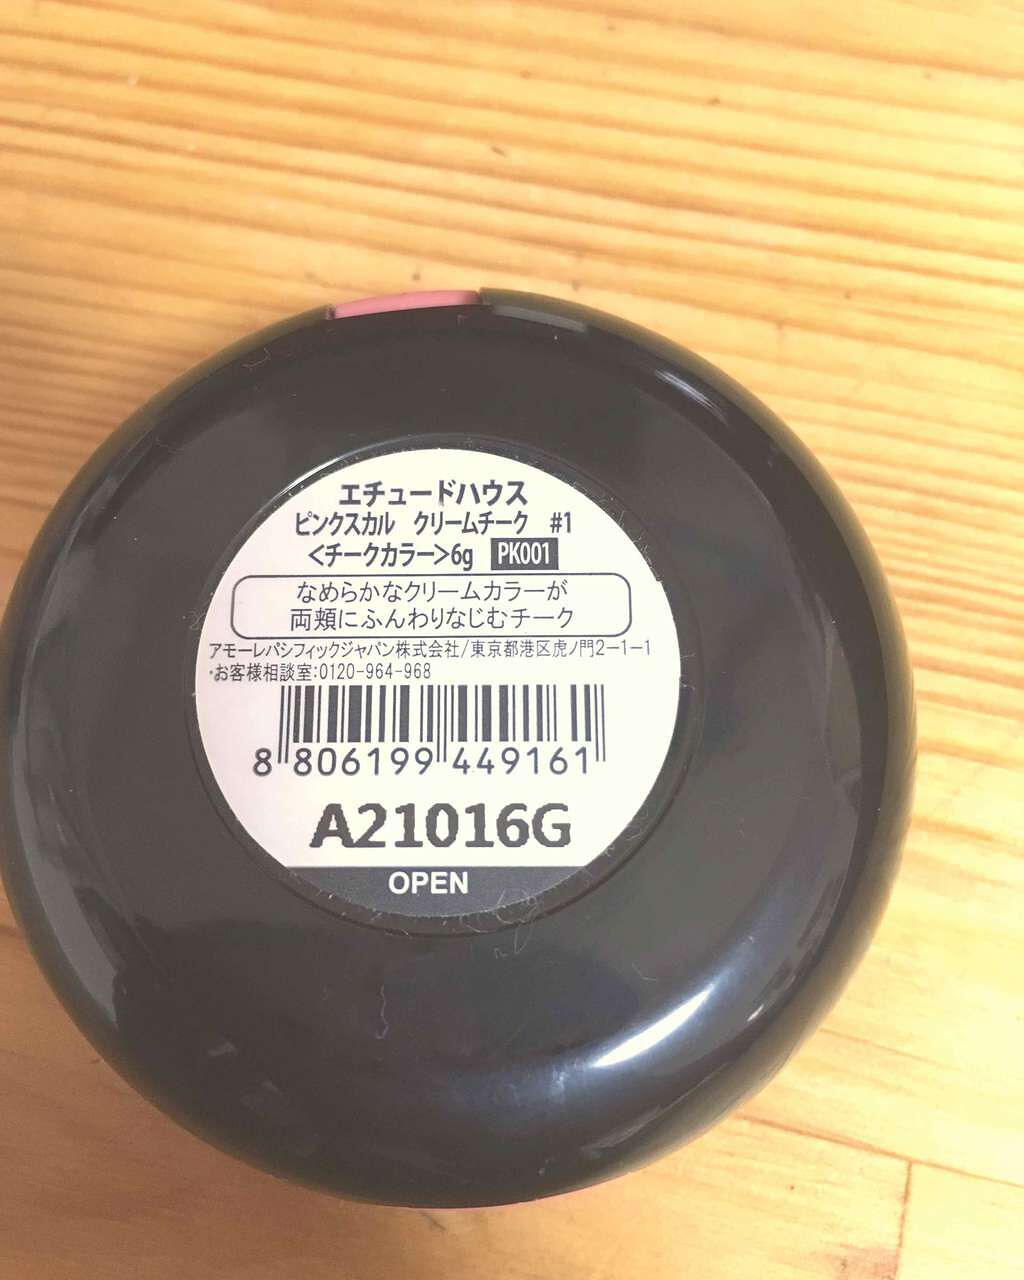 エチュードハウス
ピンクスカル クリームチーク #1
<チークカラー>6g PK001
なめらかなクリームカラーが
両頬にふんわりなじむチーク
アモーレパシフィックジャパン株式会社/東京都港区虎ノ門2-1-1
・お客様相談室:0120-964-968
8 806199 449161
A21016G
OPEN